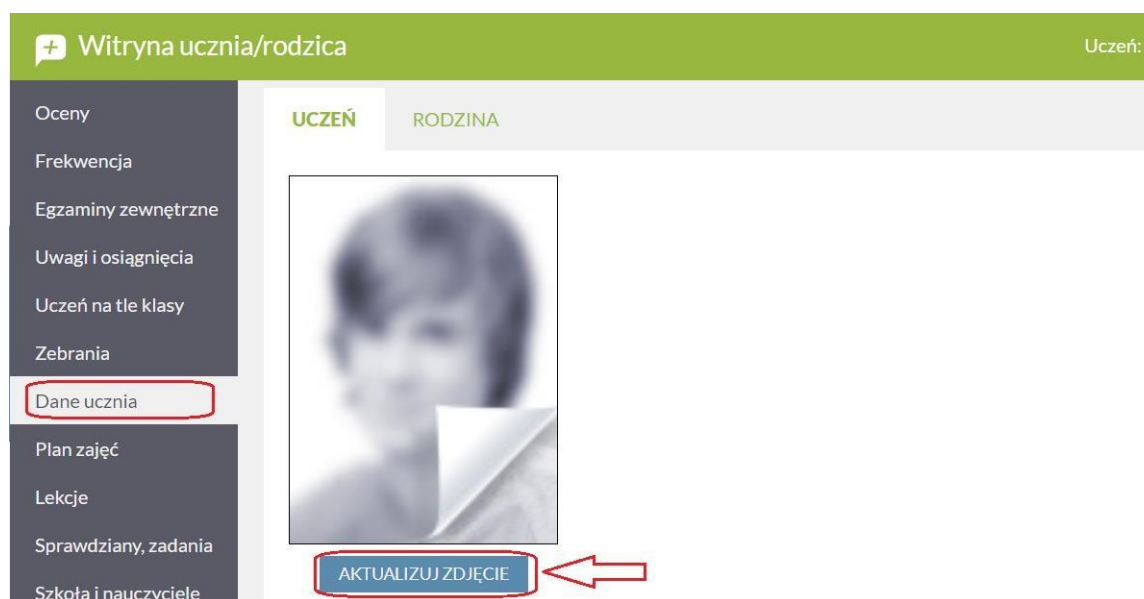 Witryna ucznia/rodzica
Uczeń:
Oceny
Frekwencja
Egzaminy zewnętrzne
Uwagi i osiągnięcia
Uczeń na tle klasy
Zebrania
Dane ucznia
Plan zajęć
Lekcje
Sprawdziany, zadania
Szkoła i nauczyciele
UCZEŃ RODZINA
AKTUALIZUJ ZDJĘCIE